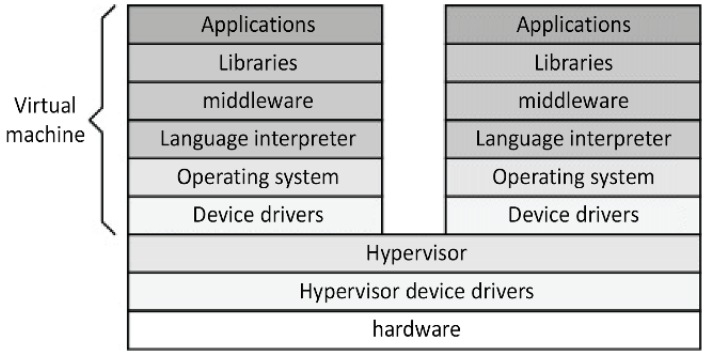 Virtual
machine
Applications
Libraries
middleware
Language interpreter
Operating system
Device drivers
Applications
Libraries
middleware
Language interpreter
Operating system
Device drivers
Hypervisor
Hypervisor device drivers
hardware